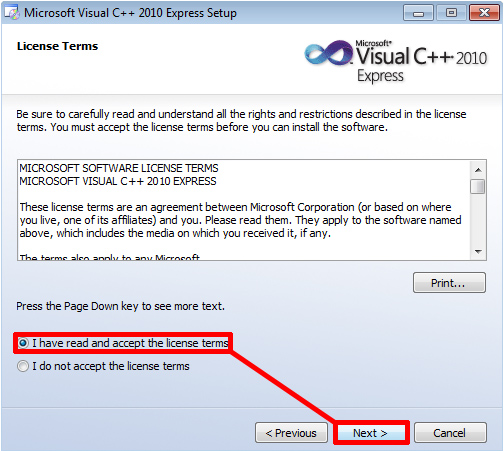 Microsoft Visual C++ 2010 Express Setup
License Terms
Microsoft®
Visual C++ 2010
Express
Be sure to carefully read and understand all the rights and restrictions described in the license
terms. You must accept the license terms before you can install the software.
MICROSOFT SOFTWARE LICENSE TERMS
MICROSOFT VISUAL C++ 2010 EXPRESS
These license terms are an agreement between Microsoft Corporation (or based on where
you live, one of its affiliates) and you. Please read them. They apply to the software named
above, which includes the media on which you received it, if any.
The terms also apply to any Microsoft
Print...
Press the Page Down key to see more text.
I have read and accept the license terms
I do not accept the license terms
< Previous
Next >
Cancel